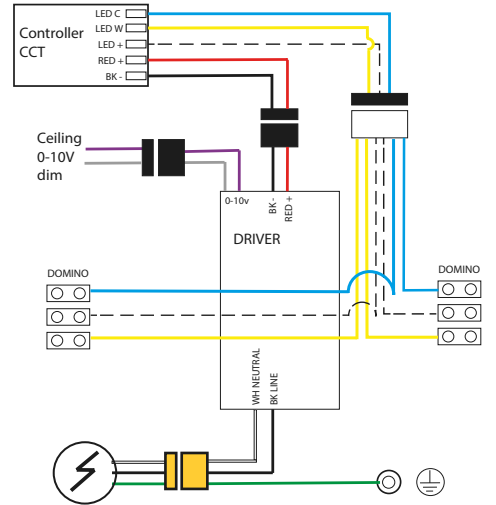 Controller
CCT
LED C
LED W
LED +
RED +
BK -
Ceiling
0-10V
dim
0-10v
BK -
RED +
DRIVER
DOMINO
DOMINO
WH NEUTRAL
BK LINE